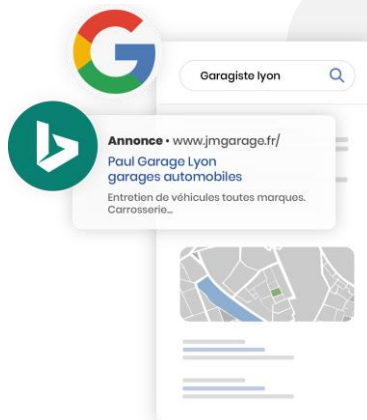 Garagiste lyon
Annonce • www.jmgarage.fr/
Paul Garage Lyon
garages automobiles
Entretien de véhicules toutes marques.
Carrosserie...